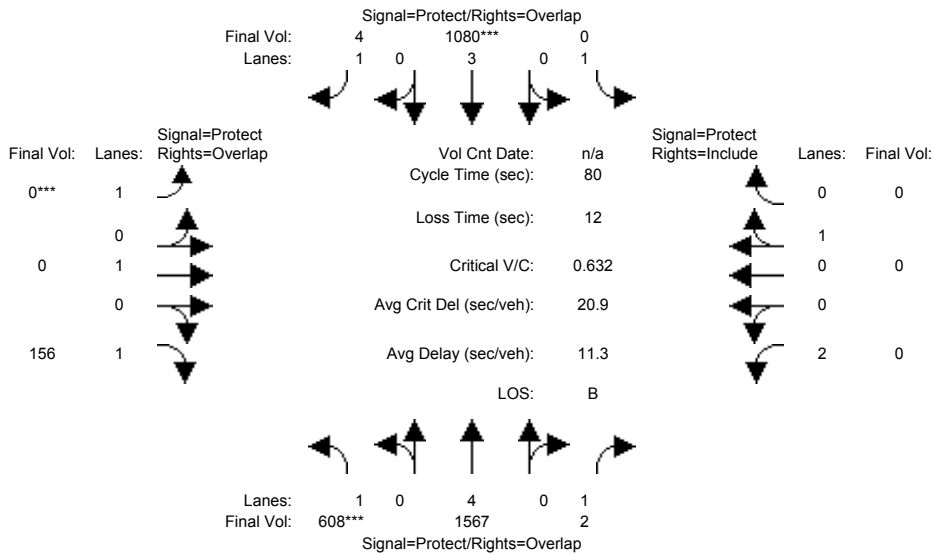 Signal=Protect/Rights=Overlap
Final Vol: 4 1080*** 0
Lanes: 1 0 3 0 1
Signal=Protect Signal=Protect
Final Vol: Lanes: Rights=Overlap Vol Cnt Date: n/a Rights=Include Lanes: Final Vol:
Cycle Time (sec): 80
0*** 1 0 0
Loss Time (sec): 12
0 1
0 1 Critical V/C: 0.632 0 0
0 Avg Crit Del (sec/veh): 20.9 0
156 1 Avg Delay (sec/veh): 11.3 2 0
LOS: B
Lanes: 1 0 4 0 1
Final Vol: 608*** 1567 2
Signal=Protect/Rights=Overlap